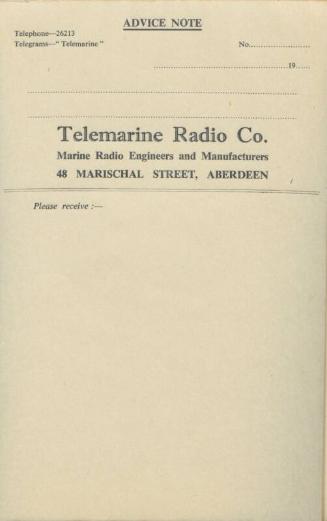 ADVICE NOTE
Telephone—26213
Telegrams—"Telemarine"
No.....................
..........................................19......
Telemarine Radio Co.
Marine Radio Engineers and Manufacturers
48 MARISCHAL STREET, ABERDEEN
Please receive :—